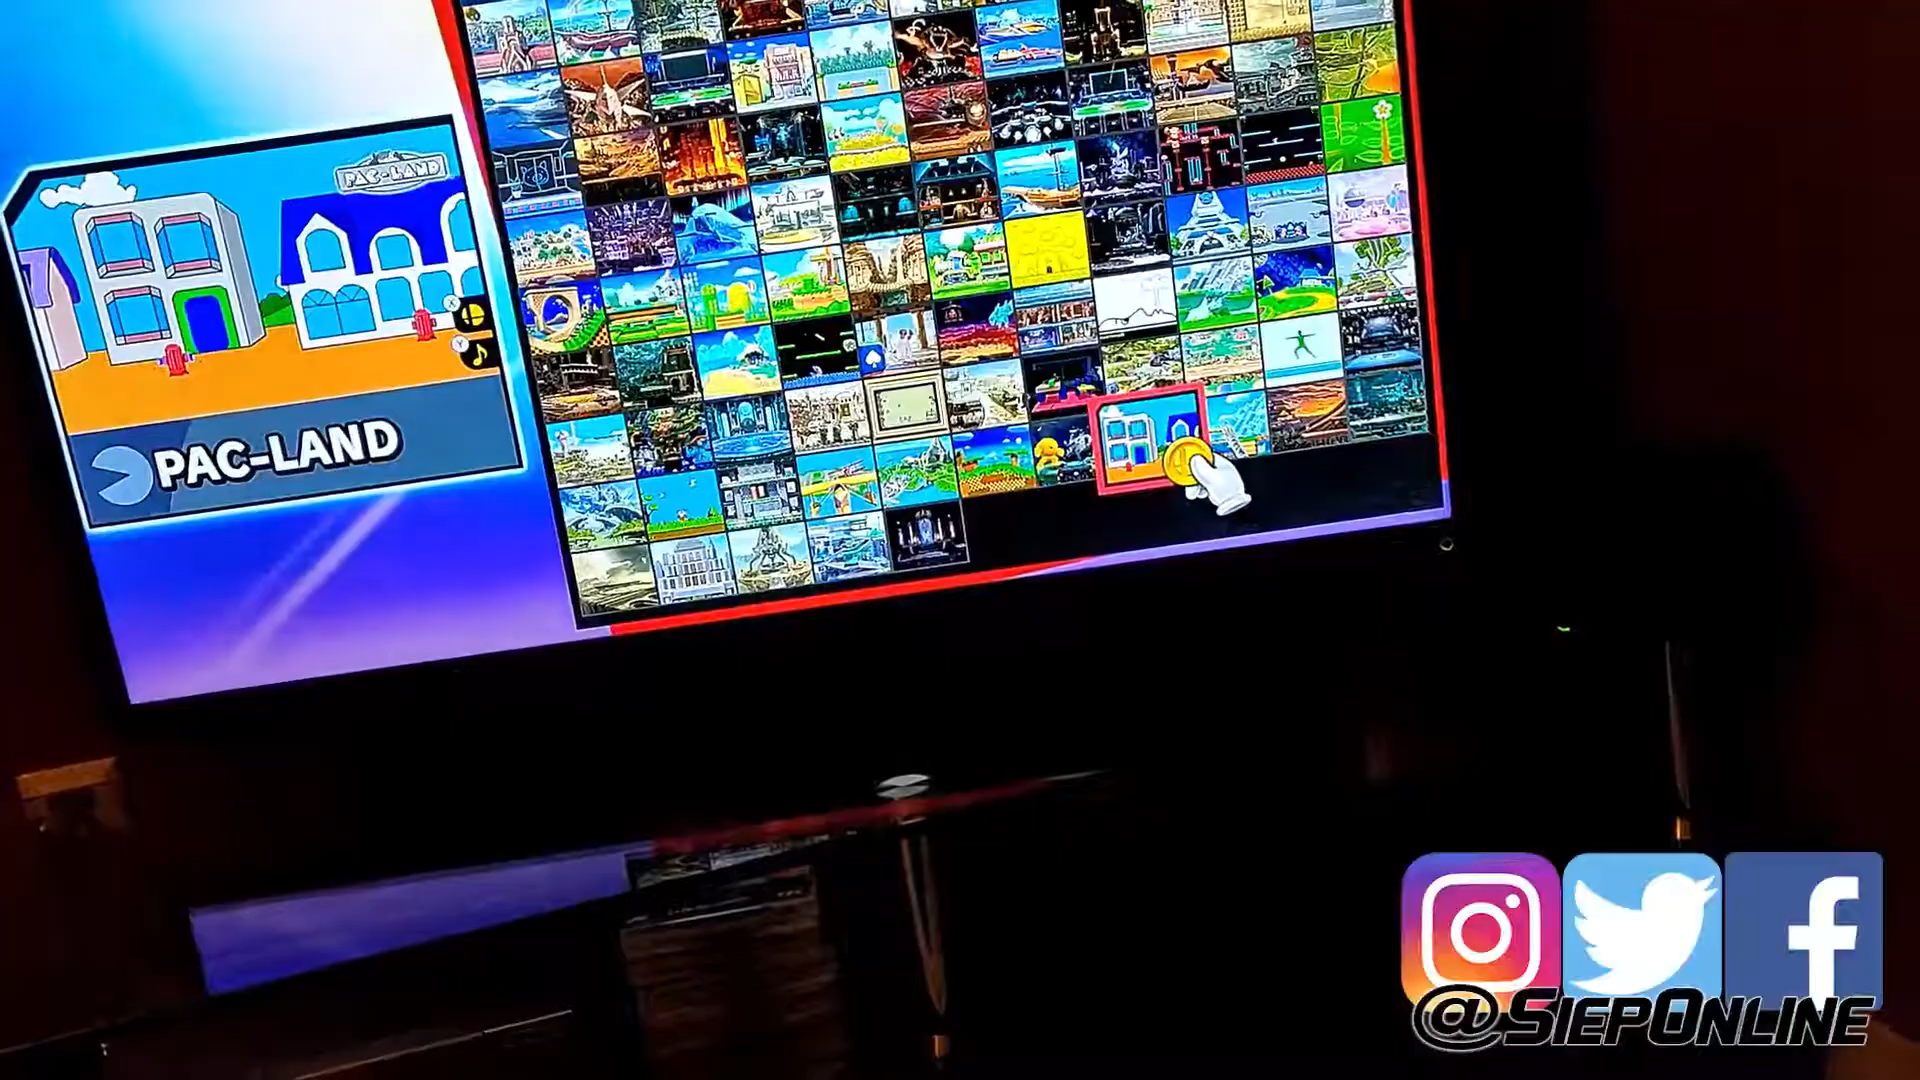 PAC-LAND
X
Y
PAC-LAND
@SiepOnline